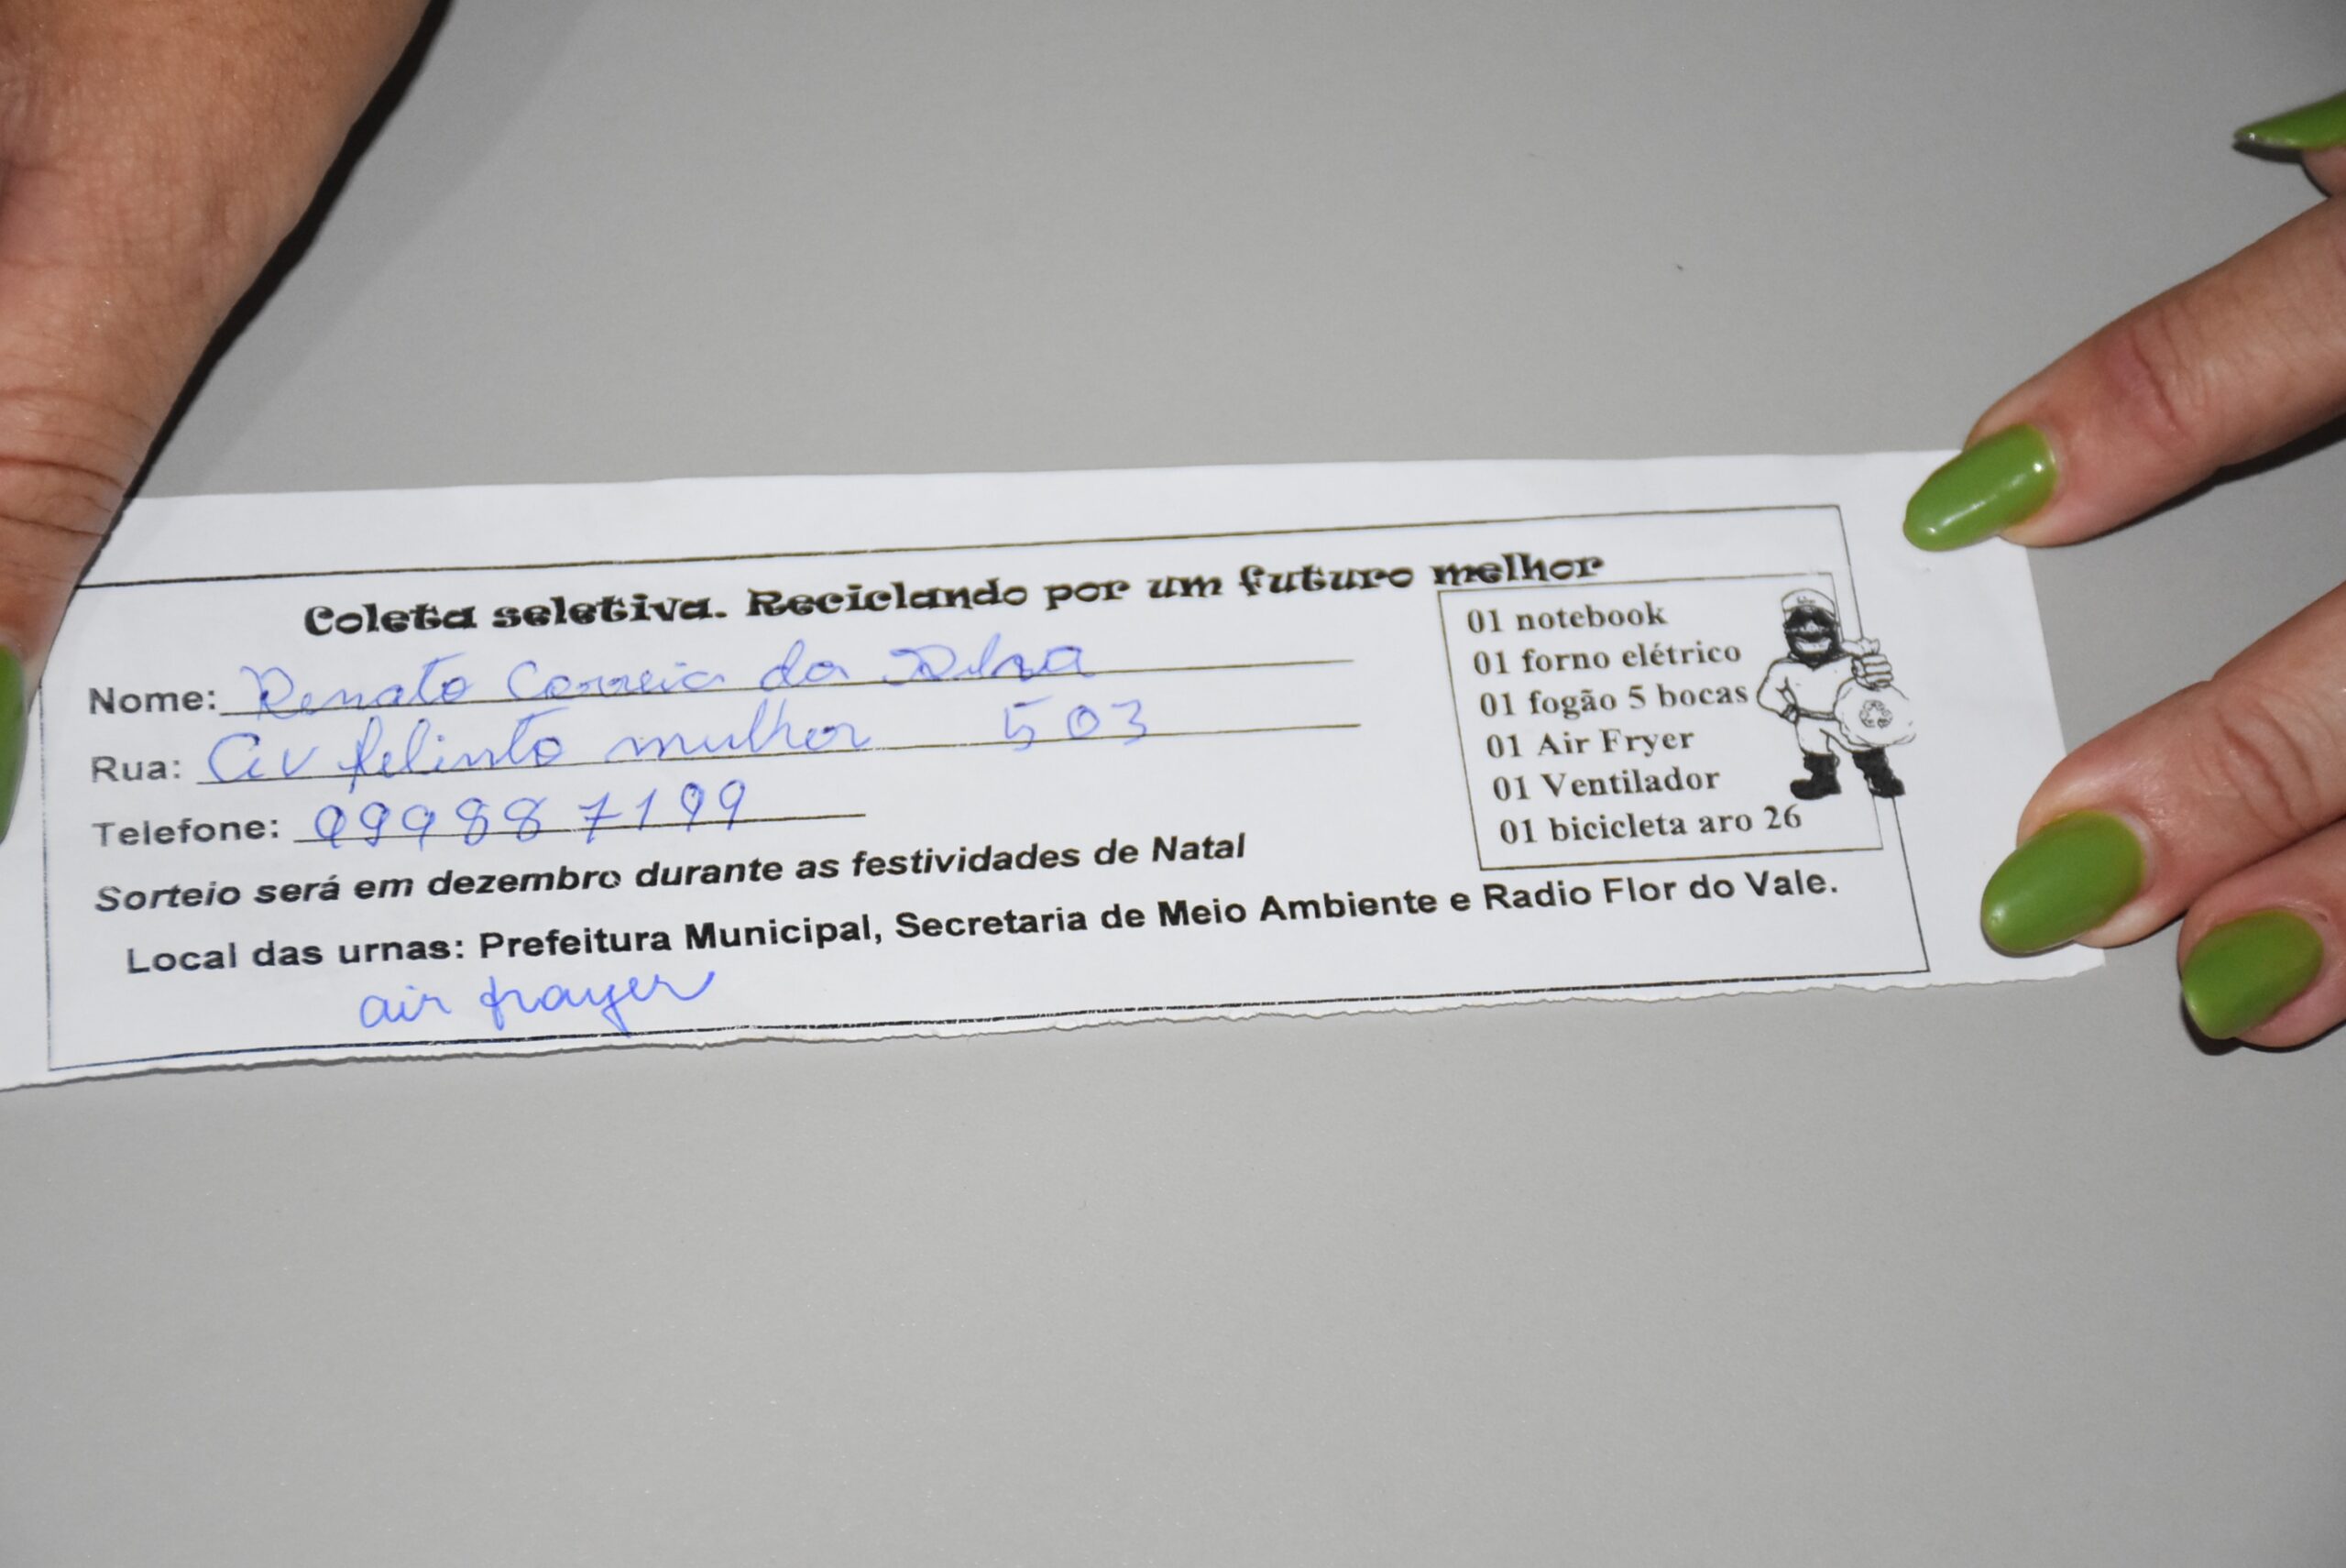 Coleta seletiva. Reciclando por um futuro melhor
Nome: Renato Correia da Silva
Rua: Av felinto mulher 503
Telefone: 999887199
Sorteio será em dezembro durante as festividades de Natal
Local das urnas: Prefeitura Municipal, Secretaria de Meio Ambiente e Radio Flor do Vale.
air frayer
01 notebook
01 forno elétrico
01 fogão 5 bocas
01 Air Fryer
01 Ventilador
01 bicicleta aro 26